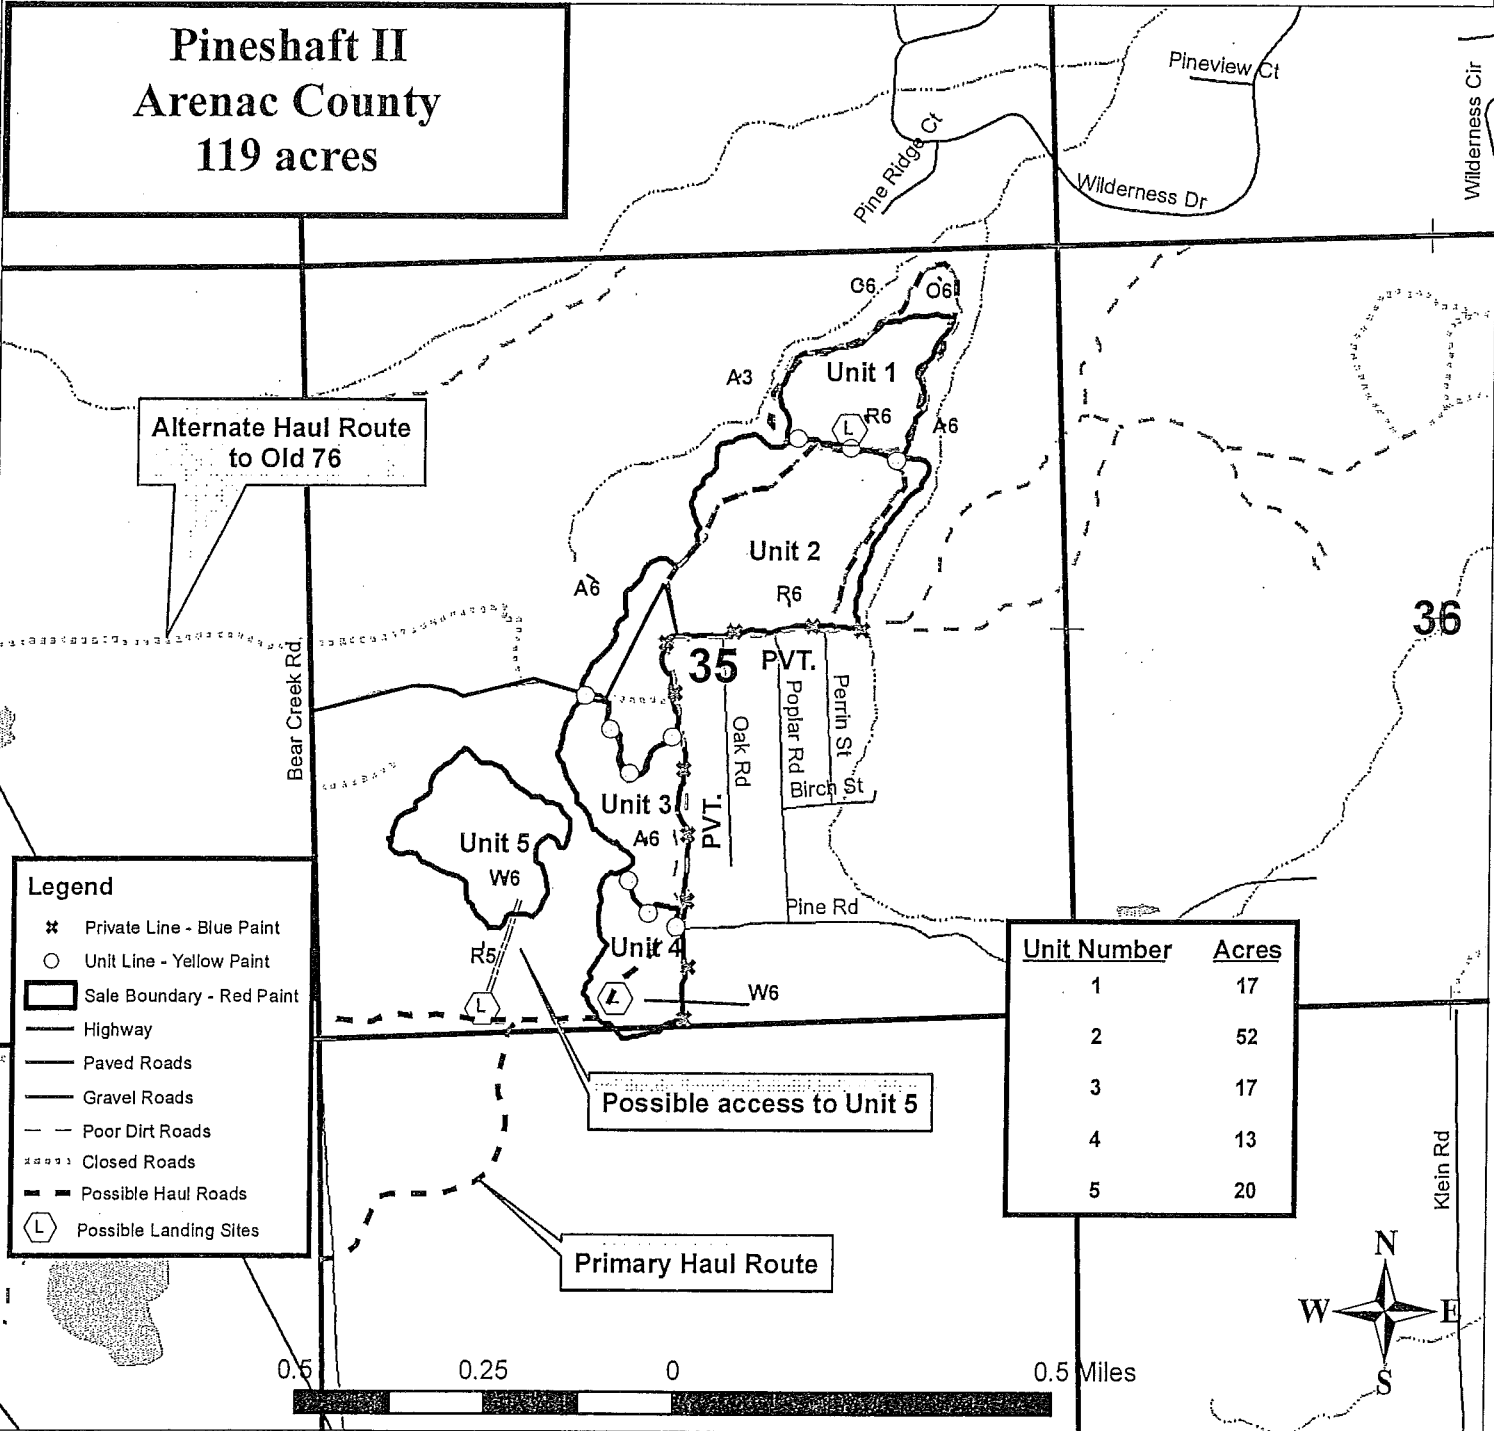 Pineshaft II
Arenac County
119 acres
Pineview Ct
Wilderness Cir
Pine Ridge Ct
Wilderness Dr
G6
O6
A3
Unit 1
L
R6
A6
Alternate Haul Route
to Old 76
Unit 2
A6
R6
36
35
PVT.
Bear Creek Rd.
Oak Rd
Poplar Rd
Perrin St
Birch St
Unit 3
PVT.
A6
Unit 5
W6
Pine Rd
Unit 4
R5
L
L
W6
Legend
Private Line - Blue Paint
Unit Line - Yellow Paint
Sale Boundary - Red Paint
Highway
Paved Roads
Gravel Roads
Poor Dirt Roads
Closed Roads
Possible Haul Roads
L Possible Landing Sites
Possible access to Unit 5
Primary Haul Route
Unit Number Acres
1 17
2 52
3 17
4 13
5 20
Klein Rd
N
W E
S
0.5 0.25 0 0.5 Miles